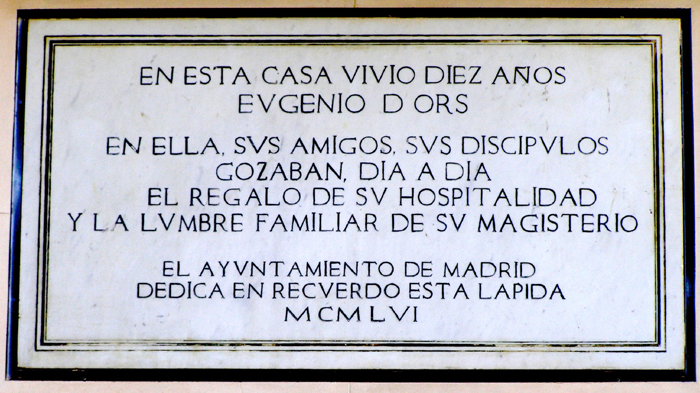 EN ESTA CASA VIVIO DIEZ AÑOS
EVGENIO D ORS
EN ELLA, SVS AMIGOS, SVS DISCIPVLOS
GOZABAN, DIA A DIA
EL REGALO DE SV HOSPITALIDAD
Y LA LVMBRE FAMILIAR DE SV MAGISTERIO
EL AYVNTAMIENTO DE MADRID
DEDICA EN RECVERDO ESTA LAPIDA
MCMLVI